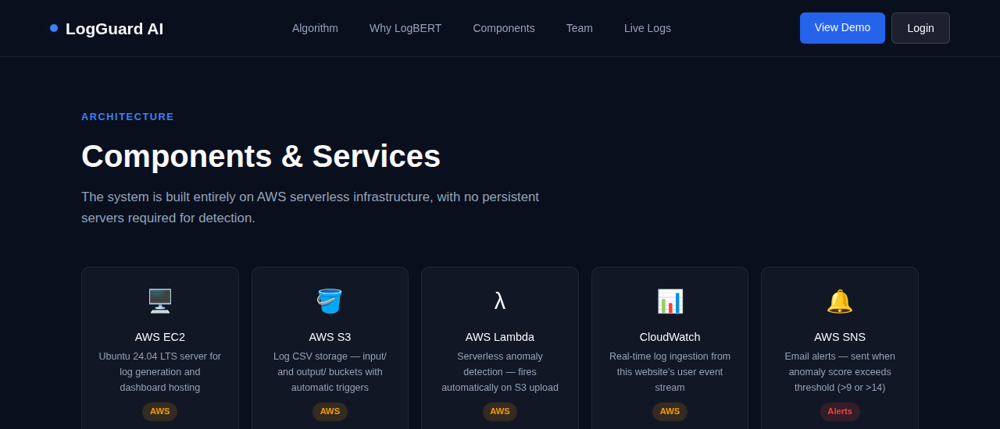 LogGuard AI
Algorithm
Why LogBERT
Components
Team
Live Logs
View Demo
Login
ARCHITECTURE
Components & Services
The system is built entirely on AWS serverless infrastructure, with no persistent
servers required for detection.
AWS EC2
Ubuntu 24.04 LTS server for
log generation and
dashboard hosting
AWS
AWS S3
Log CSV storage — input/
and output/ buckets with
automatic triggers
AWS
λ
AWS Lambda
Serverless anomaly
detection — fires
automatically on S3 upload
AWS
CloudWatch
Real-time log ingestion from
this website's user event
stream
AWS
AWS SNS
Email alerts — sent when
anomaly score exceeds
threshold (>9 or >14)
Alerts